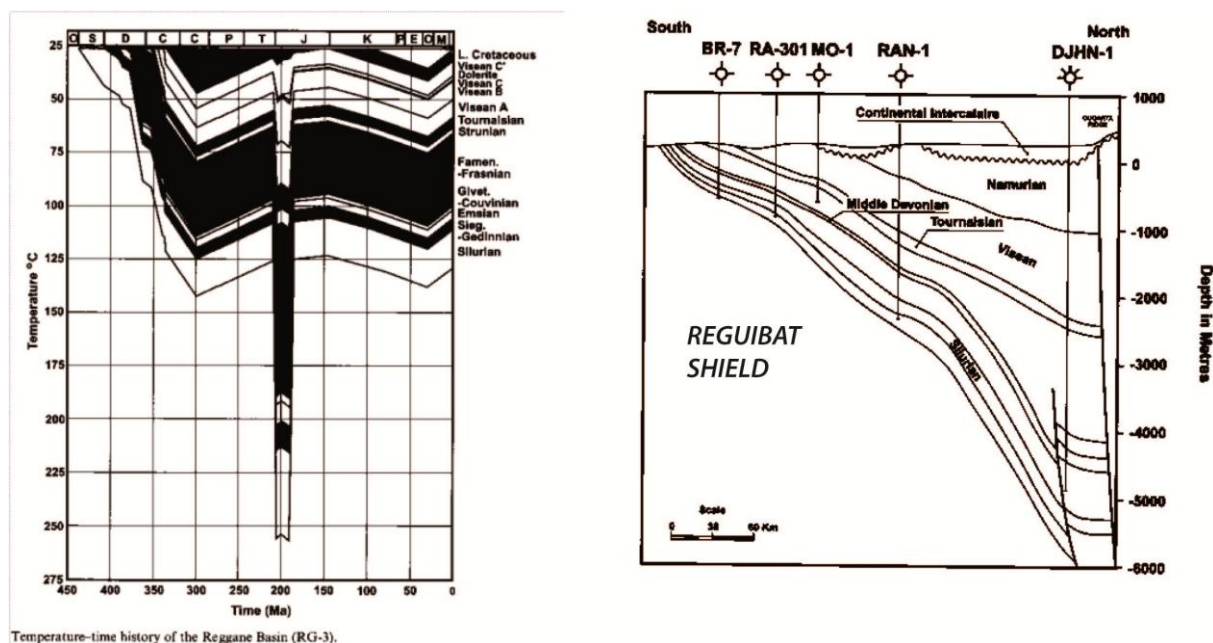 O S D C C P T J K P E O M
25
50
75
100
125
150
175
200
225
250
275
Temperature °C
450 400 350 300 250 200 150 100 50 0
Time (Ma)
L. Cretaceous
Visean C'
Dolerite
Visean C
Visean B
Visean A
Tournaisian
Strunian
Famen.
-Frasnian
Givet.
-Couvinian
Emsian
Sieg.
-Gedinnian
Silurian
Temperature–time history of the Reggane Basin (RG-3).
South
North
BR-7 RA-301 MO-1 RAN-1 DJHN-1
Continental Intercalaire
OUGARTA
RIDGE
Namurian
Middle Devonian
Tournaisian
Visean
Silurian
REGUIBAT
SHIELD
Scale
0 30 60 Km
1000
0
-1000
-2000
-3000
-4000
-5000
-6000
Depth in Metres